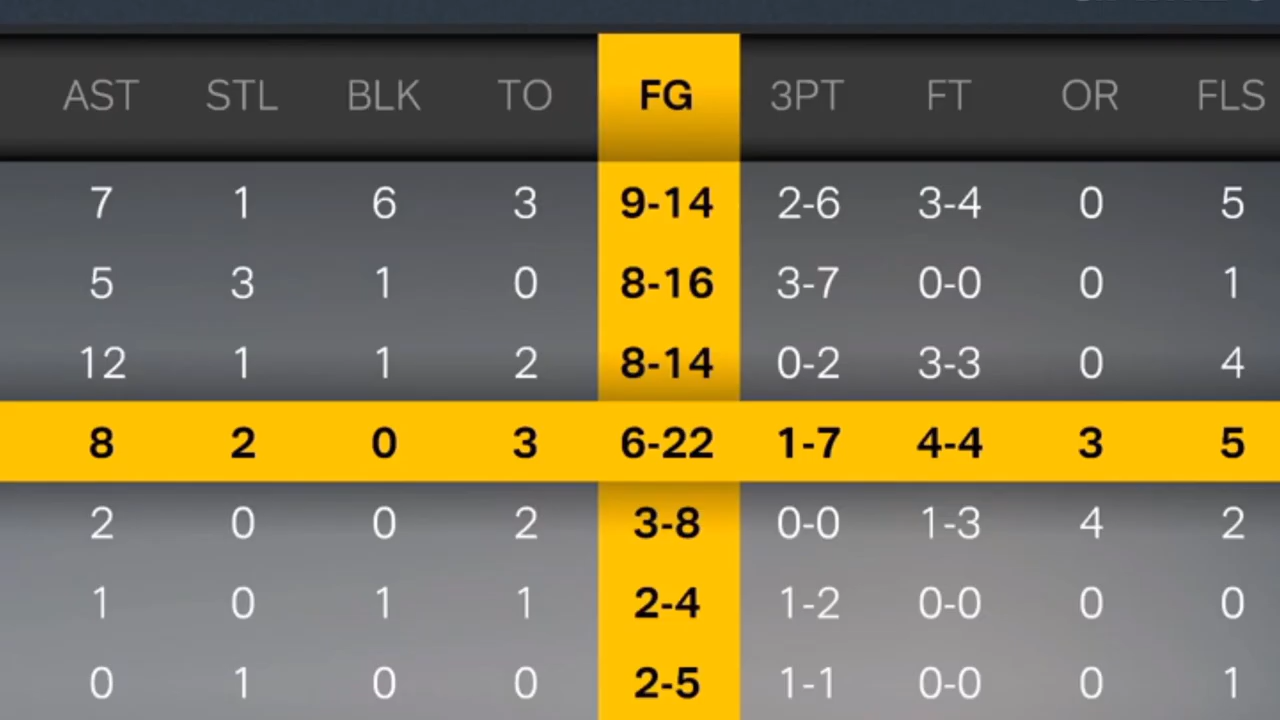 AST STL BLK TO FG 3PT FT OR FLS
7 1 6 3 9-14 2-6 3-4 0 5
5 3 1 0 8-16 3-7 0-0 0 1
12 1 1 2 8-14 0-2 3-3 0 4
8 2 0 3 6-22 1-7 4-4 3 5
2 0 0 2 3-8 0-0 1-3 4 2
1 0 1 1 2-4 1-2 0-0 0 0
0 1 0 0 2-5 1-1 0-0 0 1